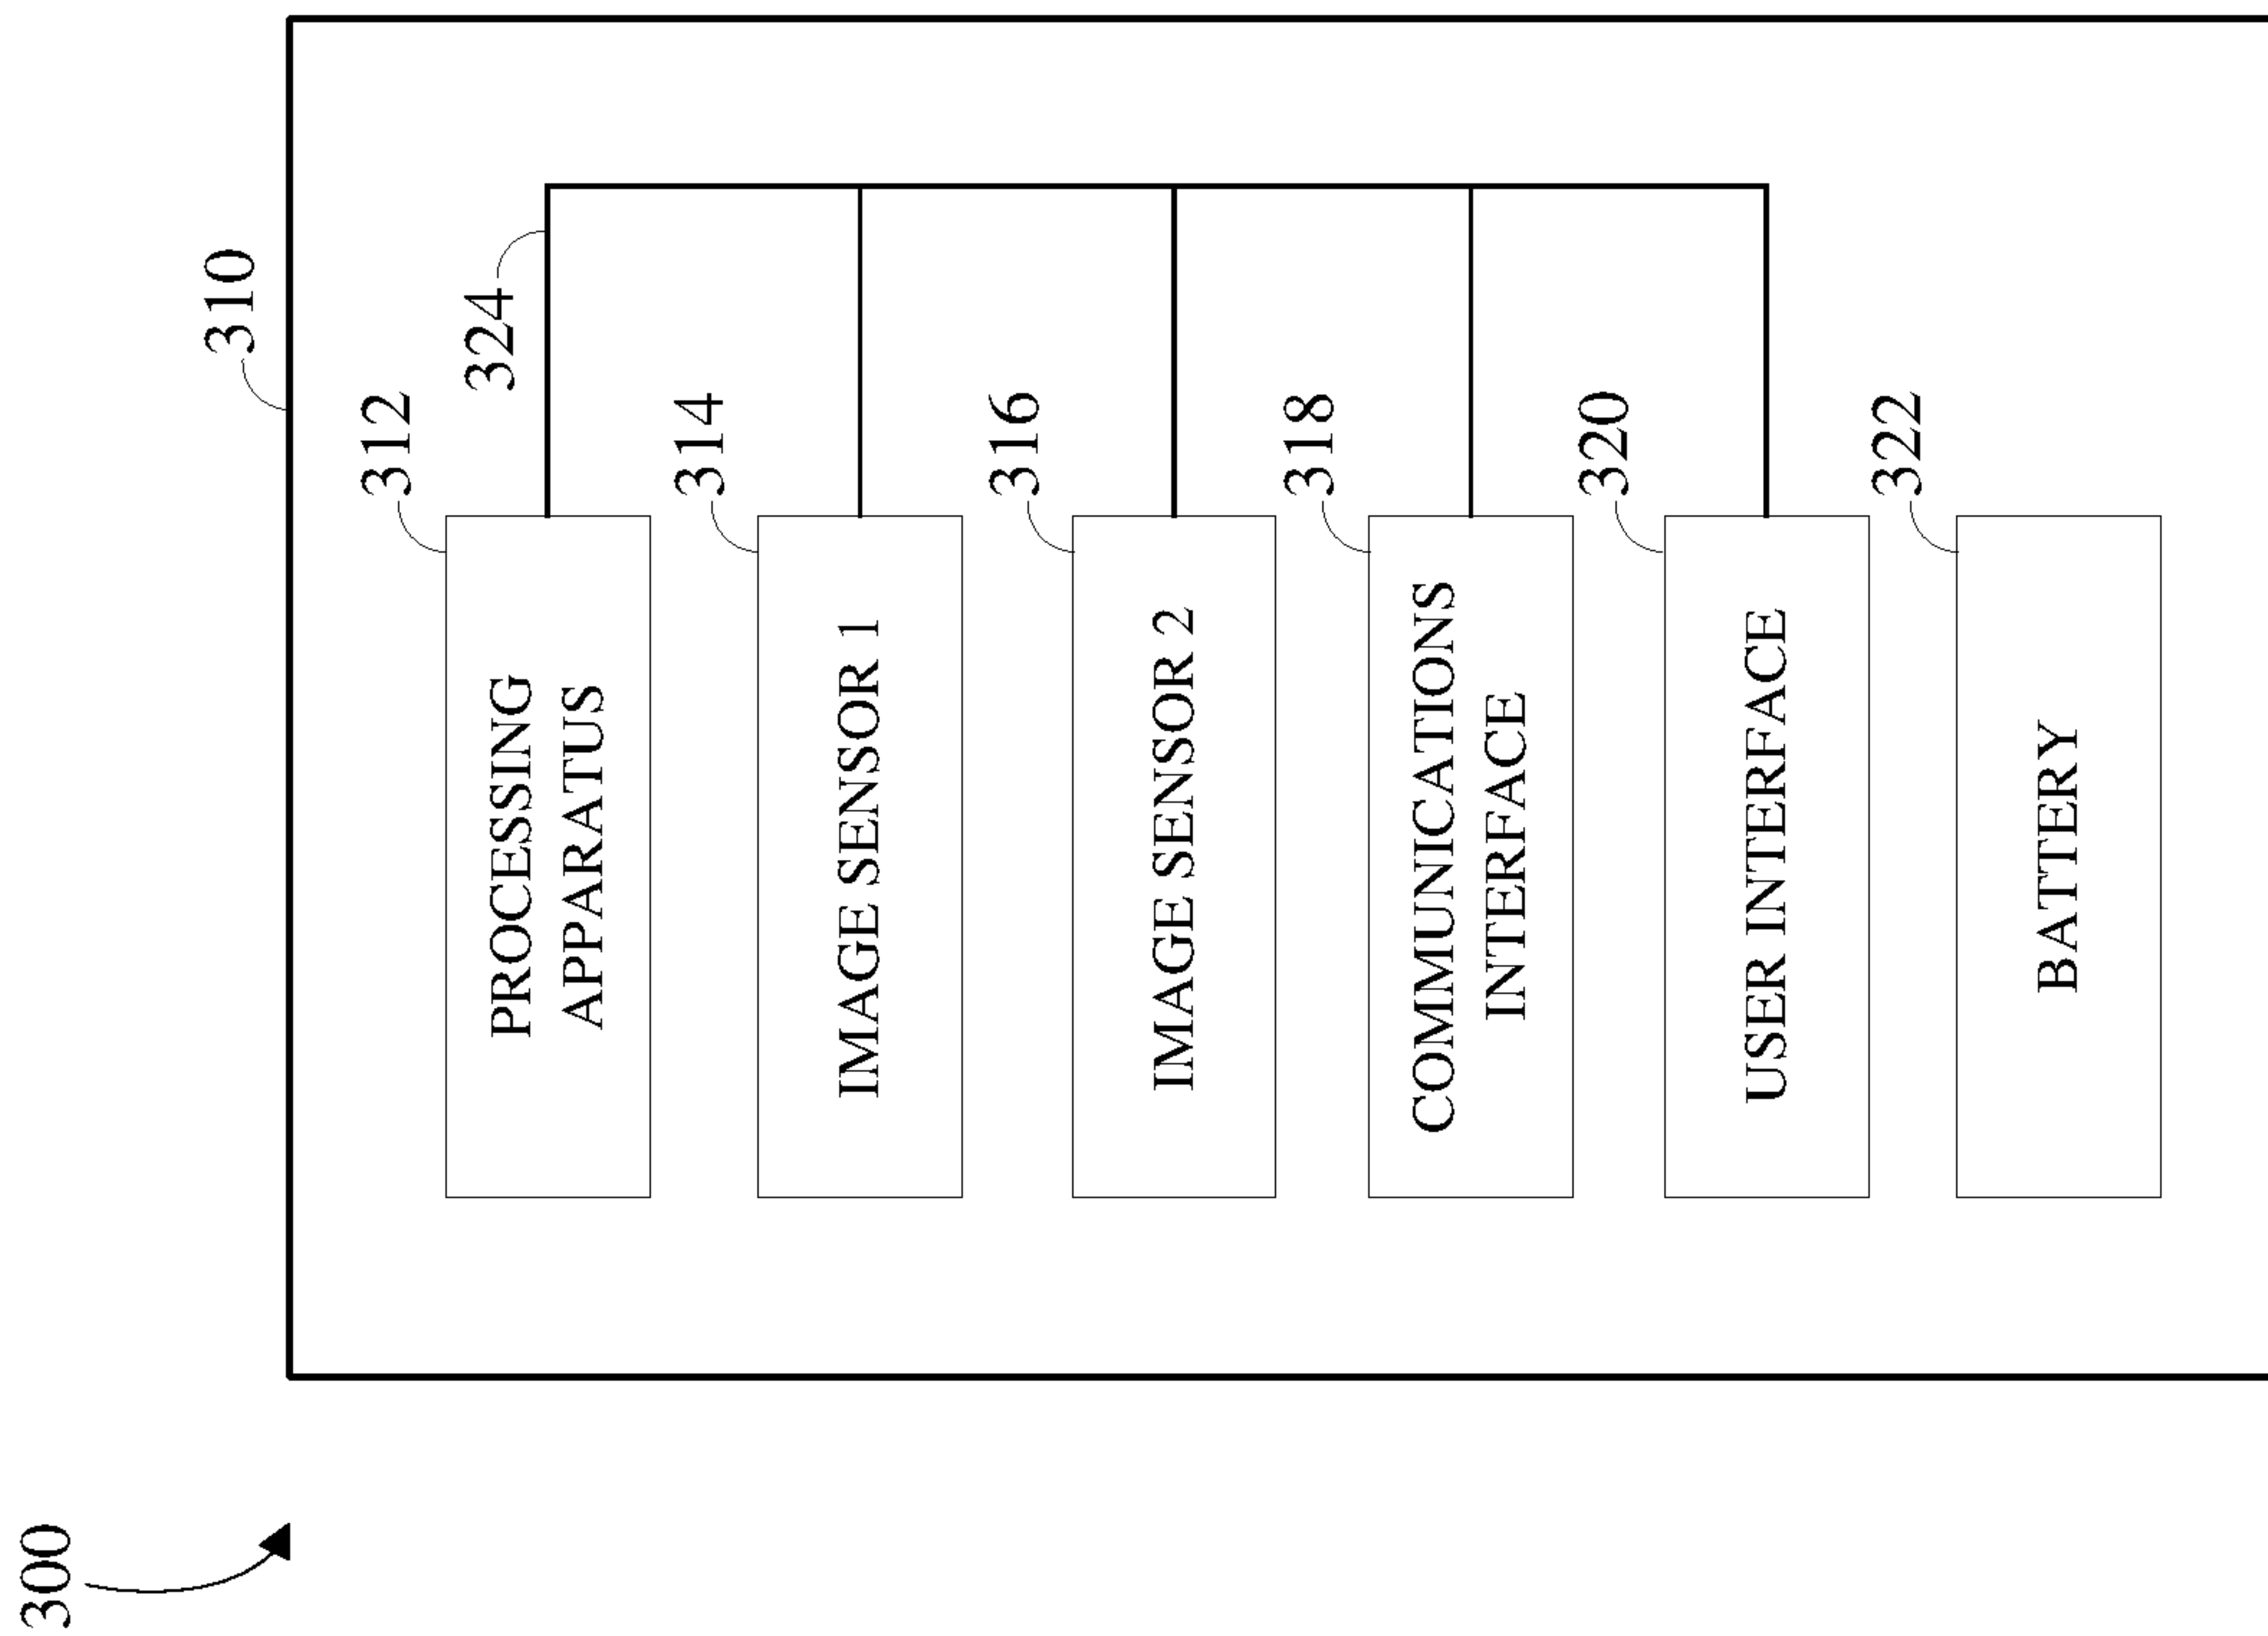 300
310
312
324
PROCESSING
APPARATUS
314
IMAGE SENSOR 1
316
IMAGE SENSOR 2
318
COMMUNICATIONS
INTERFACE
320
USER INTERFACE
322
BATTERY